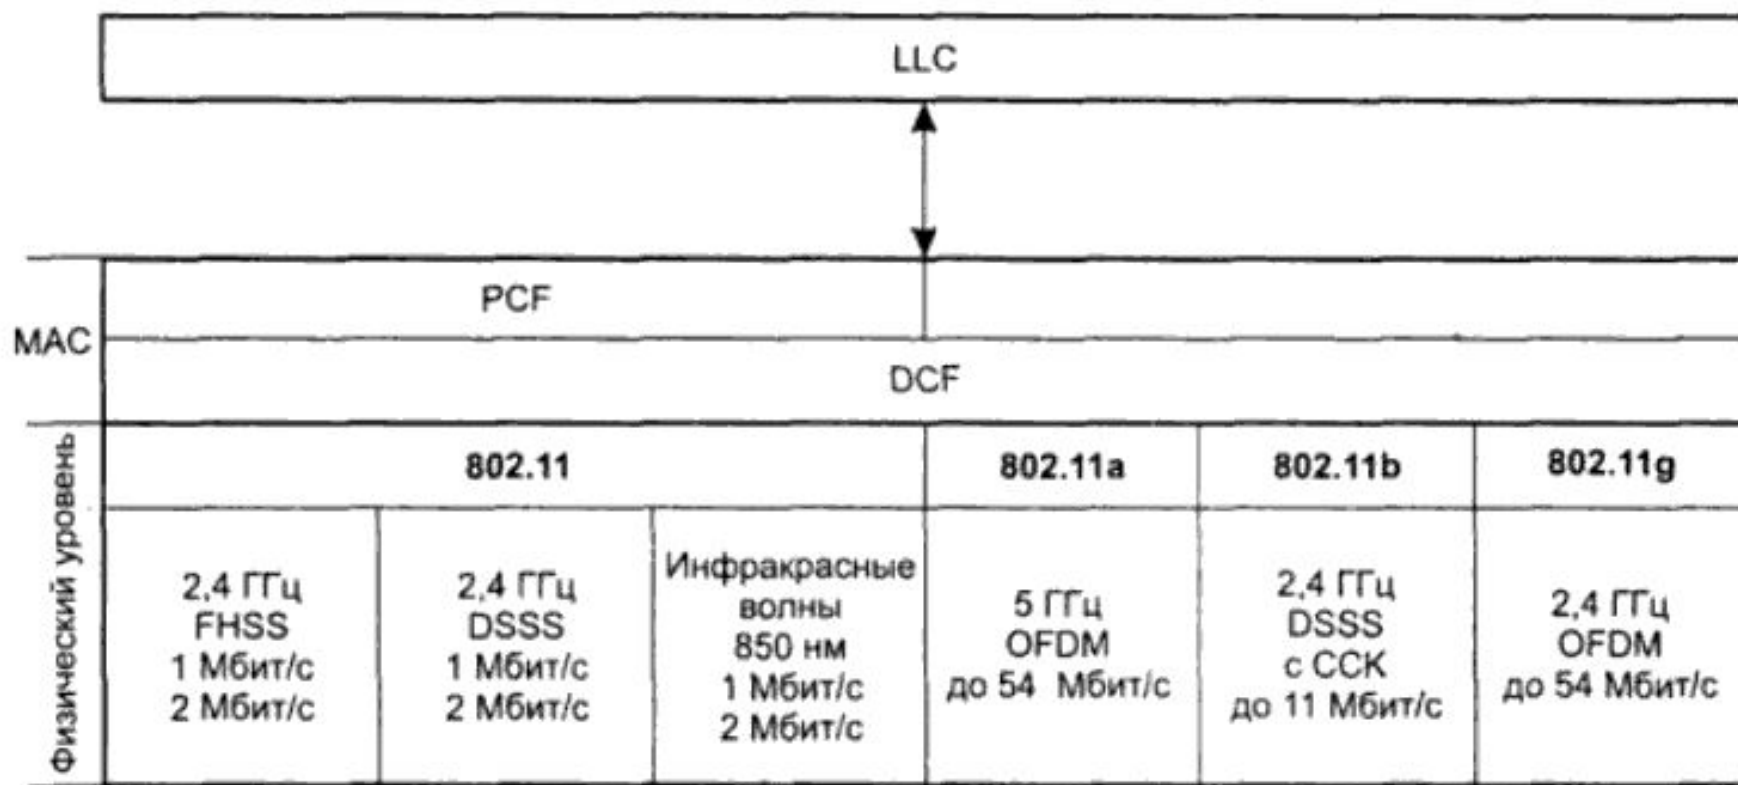 LLC
PCF
MAC
DCF
Физический уровень
802.11
802.11a
802.11b
802.11g
2,4 ГГц
FHSS
1 Мбит/с
2 Мбит/с
2,4 ГГц
DSSS
1 Мбит/с
2 Мбит/с
Инфракрасные
волны
850 нм
1 Мбит/с
2 Мбит/с
5 ГГц
OFDM
до 54 Мбит/с
2,4 ГГц
DSSS
с CCK
до 11 Мбит/с
2,4 ГГц
OFDM
до 54 Мбит/с